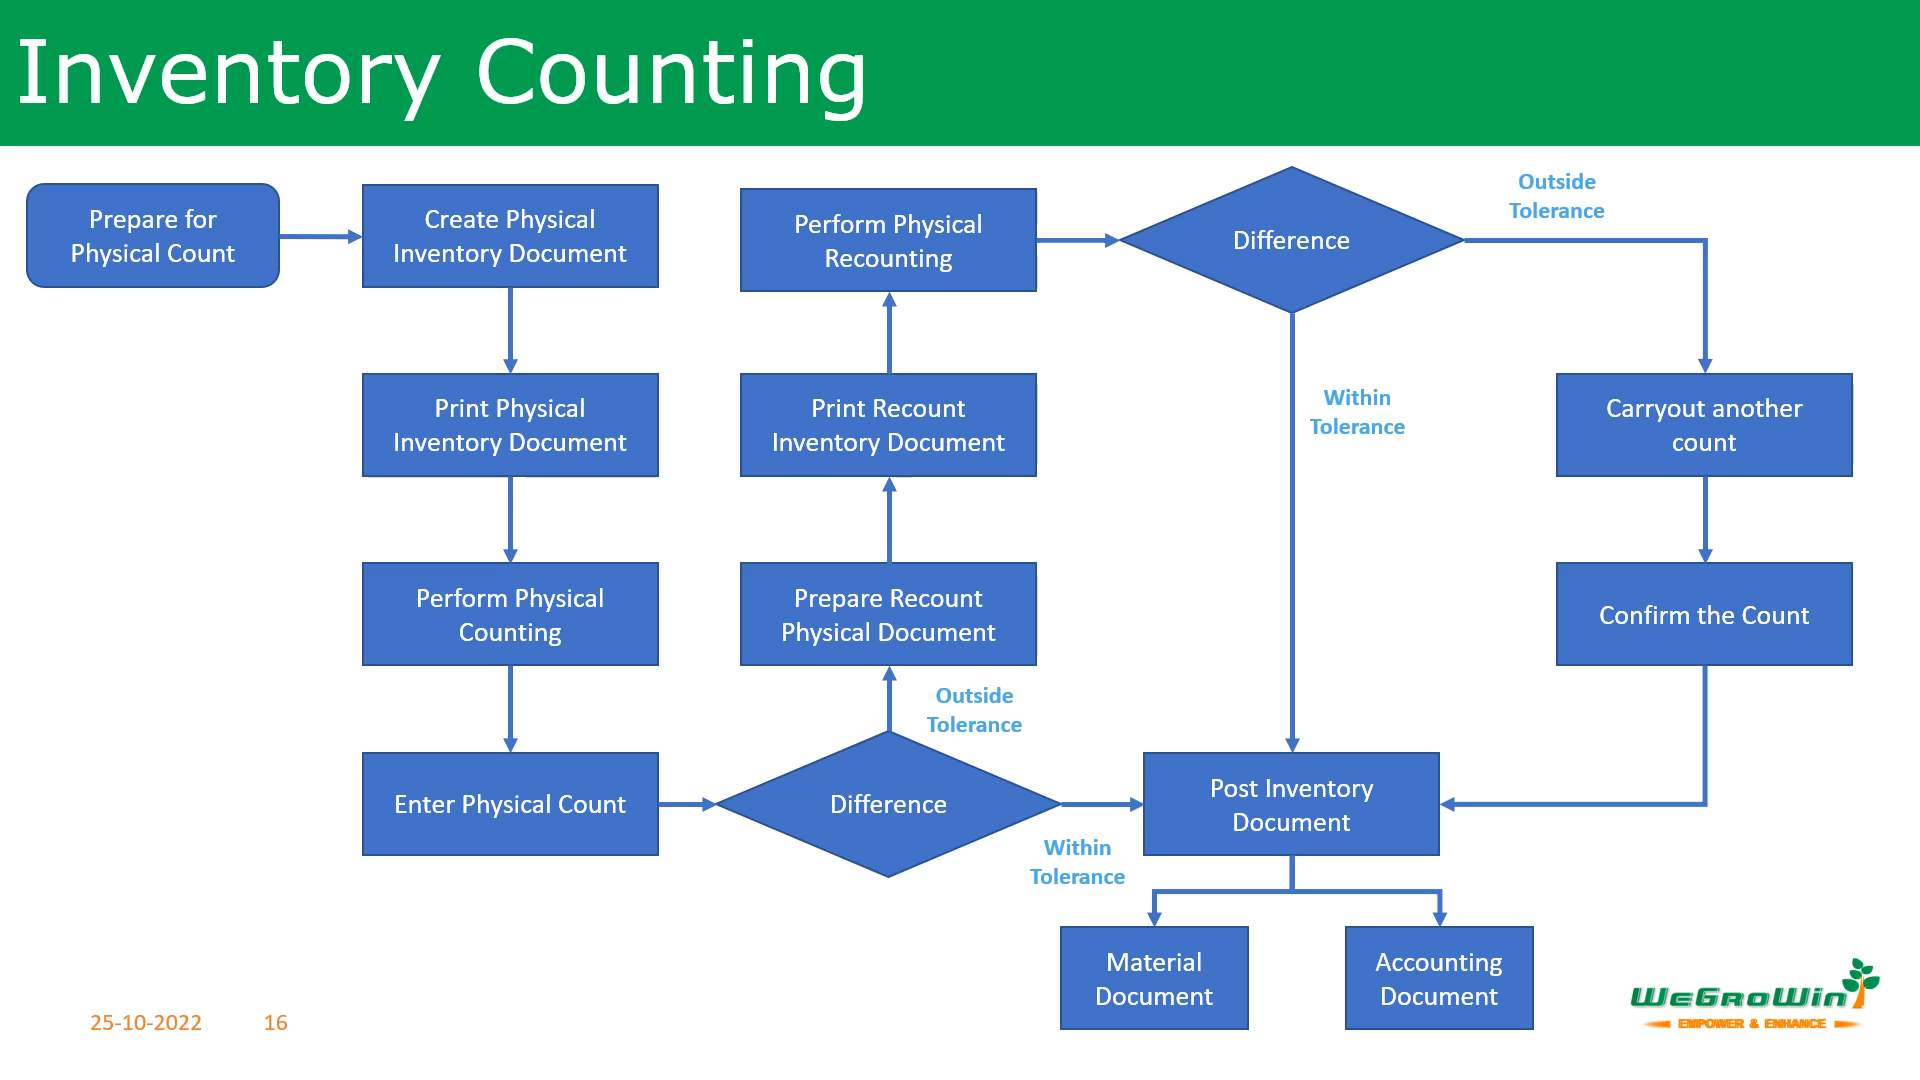 Inventory Counting
Prepare for
Physical Count
Create Physical
Inventory Document
Print Physical
Inventory Document
Perform Physical
Counting
Enter Physical Count
Difference
Outside
Tolerance
Within
Tolerance
Prepare Recount
Physical Document
Print Recount
Inventory Document
Perform Physical
Recounting
Difference
Outside
Tolerance
Within
Tolerance
Carryout another
count
Confirm the Count
Post Inventory
Document
Material
Document
Accounting
Document
25-10-2022
16
WeGroWin
EMPOWER & ENHANCE